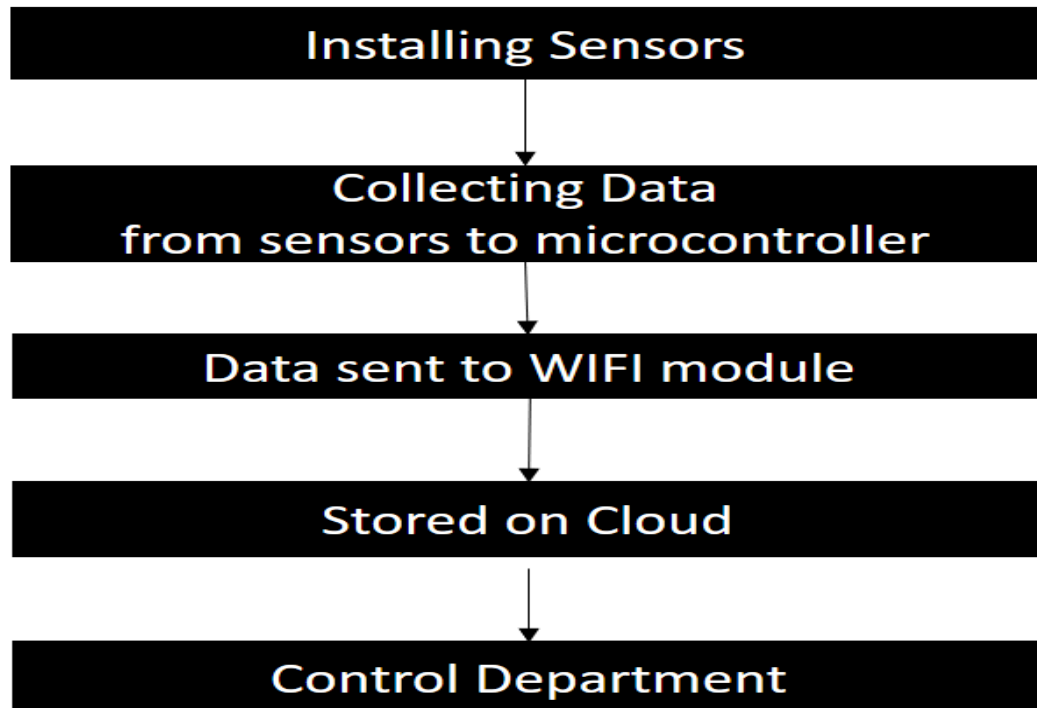 Installing Sensors
Collecting Data
from sensors to microcontroller
Data sent to WIFI module
Stored on Cloud
Control Department